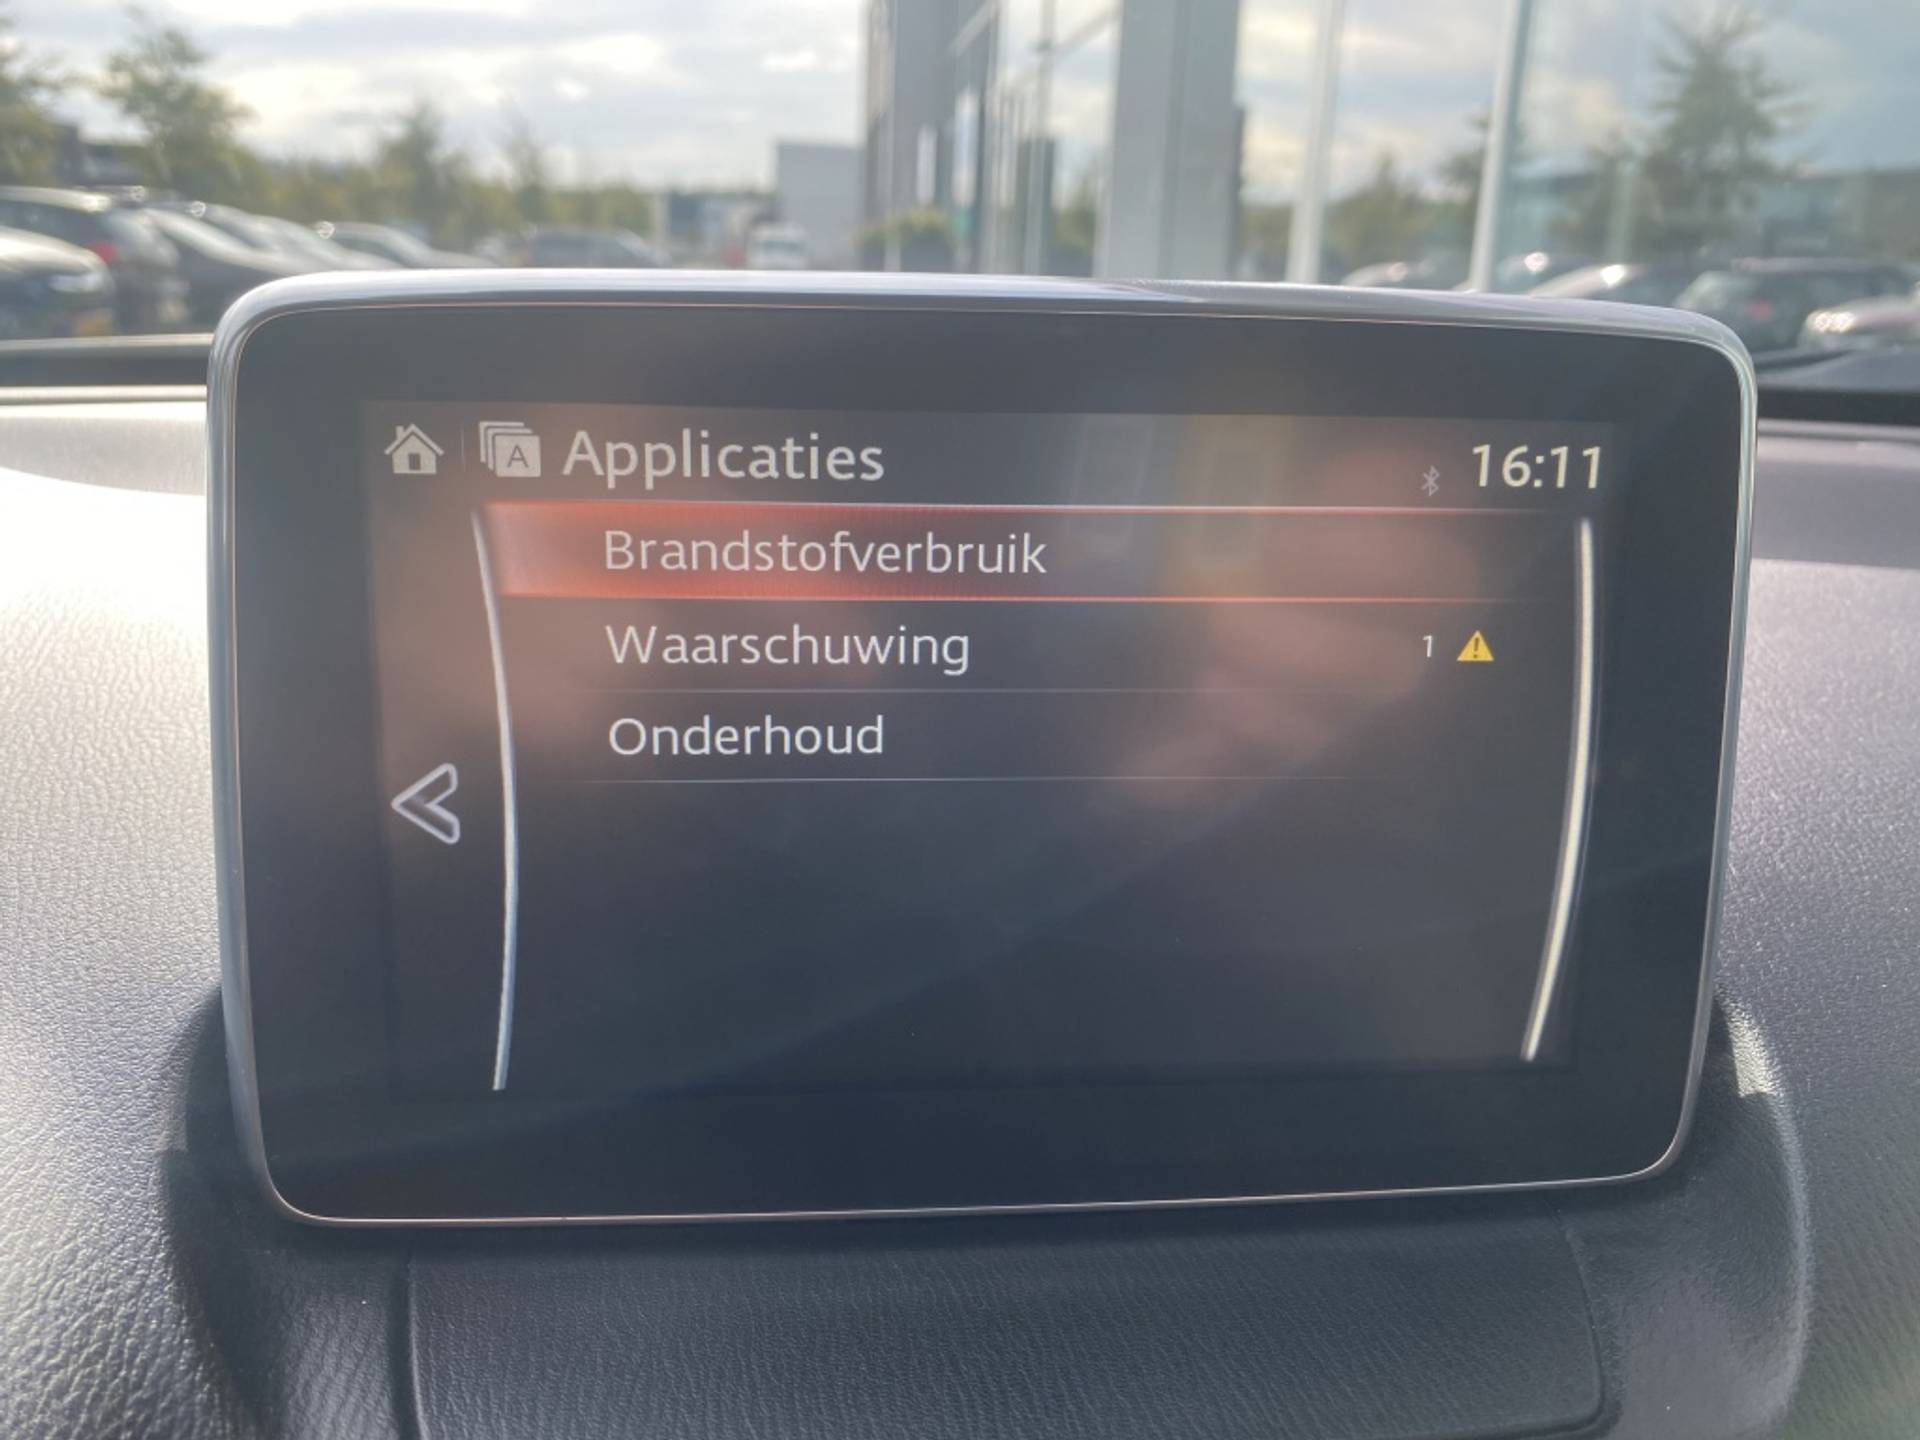 A Applicaties 16:11
Brandstofverbruik
Waarschuwing 1
Onderhoud